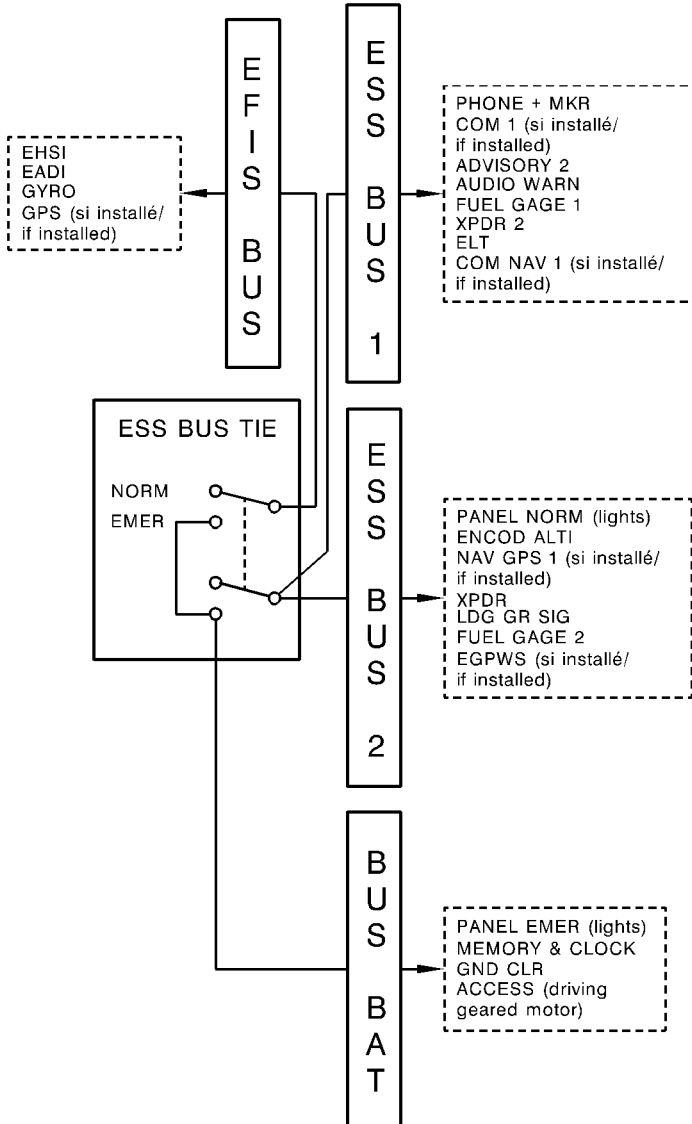 EFIS BUS
EHSI
EADI
GYRO
GPS (si installé/
if installed)
ESS BUS 1
PHONE + MKR
COM 1 (si installé/
if installed)
ADVISORY 2
AUDIO WARN
FUEL GAGE 1
XPDR 2
ELT
COM NAV 1 (si installé/
if installed)
ESS BUS TIE
NORM
EMER
ESS BUS 2
PANEL NORM (lights)
ENCOD ALTI
NAV GPS 1 (si installé/
if installed)
XPDR
LDG GR SIG
FUEL GAGE 2
EGPWS (si installé/
if installed)
BUS BAT
PANEL EMER (lights)
MEMORY & CLOCK
GND CLR
ACCESS (driving
geared motor)